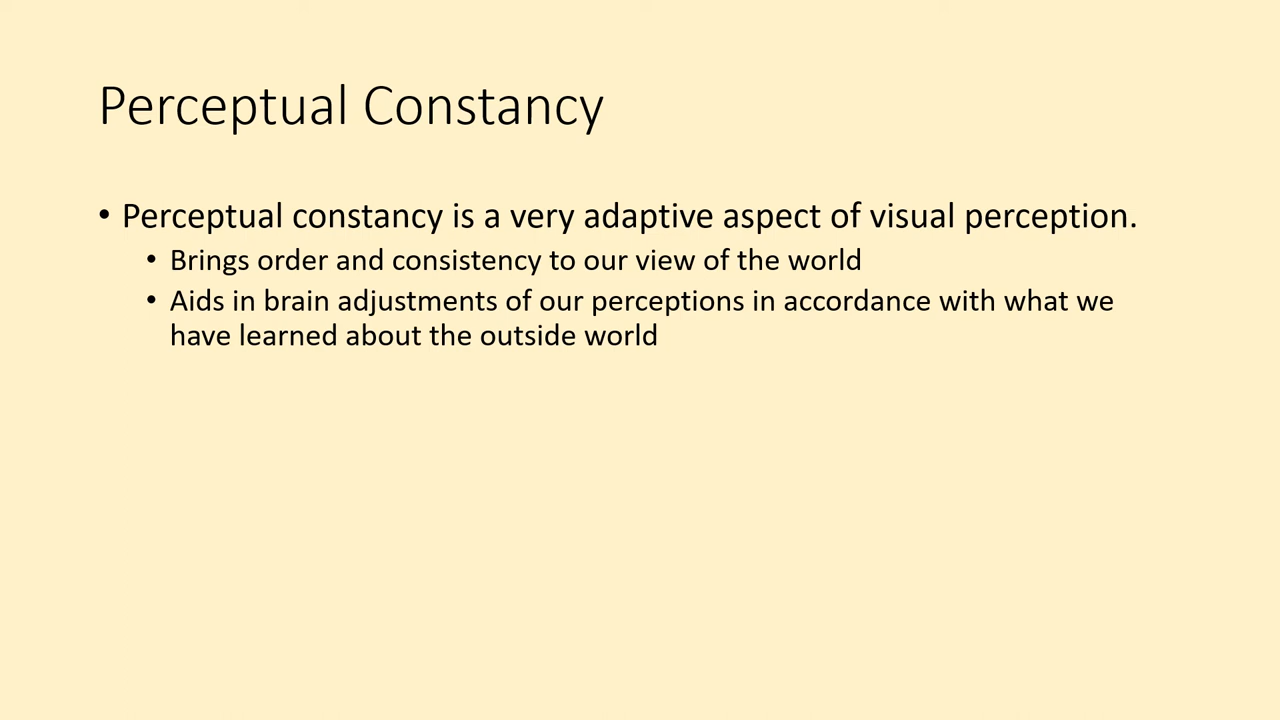 Perceptual Constancy
• Perceptual constancy is a very adaptive aspect of visual perception.
• Brings order and consistency to our view of the world
• Aids in brain adjustments of our perceptions in accordance with what we
have learned about the outside world